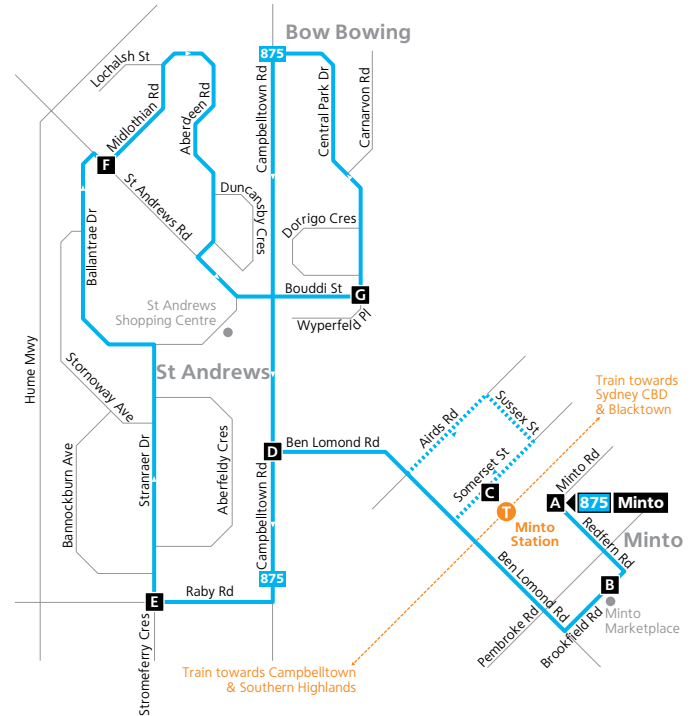 Bow Bowing
875
Lochalsh St
Midlothian Rd
Aberdeen Rd
Campbelltown Rd
Central Park Dr
Carnarvon Rd
F
St Andrews Rd
Duncansby Cres
Dorrigo Cres
Ballantrae Dr
Bouddi St
G
Wyperfeld Pl
St Andrews
Shopping Centre
Hume Mwy
St Andrews
Stornoway Ave
Train towards
Sydney CBD
& Blacktown
Airds Rd
Sussex St
D
Ben Lomond Rd
Bannockburn Ave
Stranraer Dr
Aberfeldy Cres
Campbelltown Rd
Somerset St
C
Minto Rd
A
875 Minto
T
Minto
Station
Redfern Rd
Minto
875
Ben Lomond Rd
B
E
Raby Rd
Pembroke Rd
Brookfield Rd
Minto
Marketplace
Stromeferry Cres
Train towards Campbelltown
& Southern Highlands